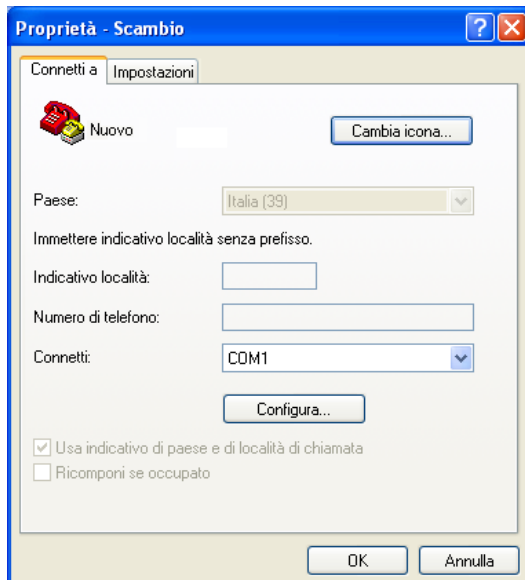 Proprietà - Scambio
Connetti a Impostazioni
Nuovo Cambia icona...
Paese: Italia (39)
Immettere indicativo località senza prefisso.
Indicativo località:
Numero di telefono:
Connetti: COM1
Configura...
Usa indicativo di paese e di località di chiamata
Ricomponi se occupato
OK Annulla